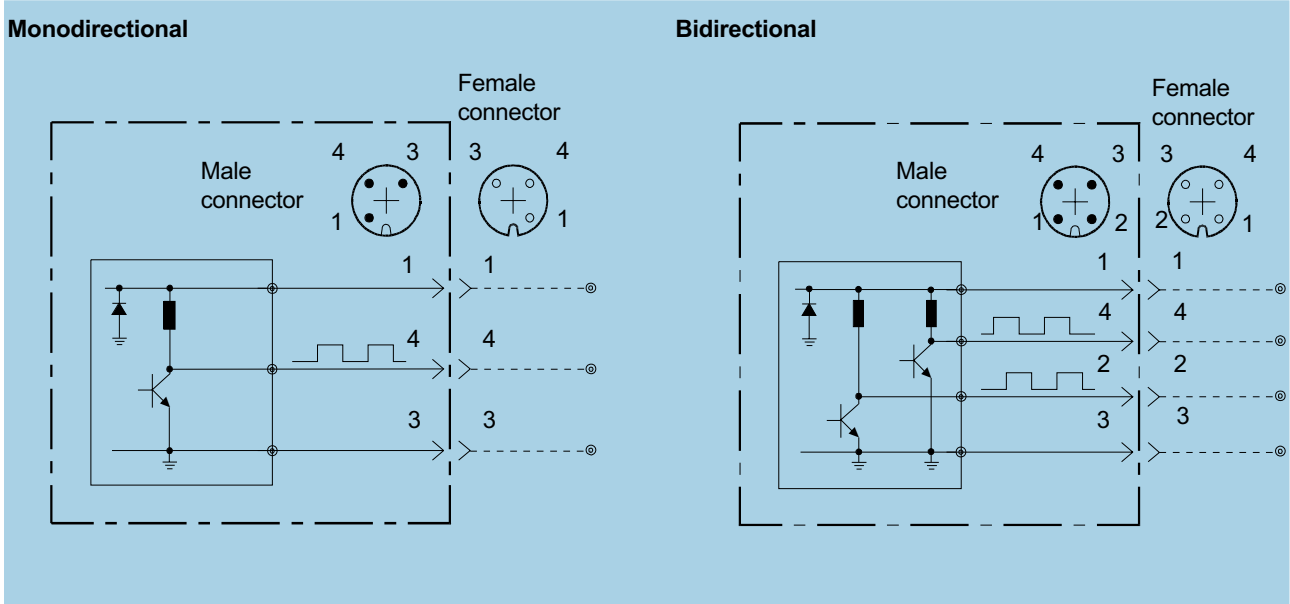 Monodirectional
Female
connector
4 3 3 4
Male
connector
1 1
1 1
4 4
3 3
Bidirectional
Female
connector
4 3 3 4
Male
connector
1 2 2 1
1 1
4 4
2 2
3 3